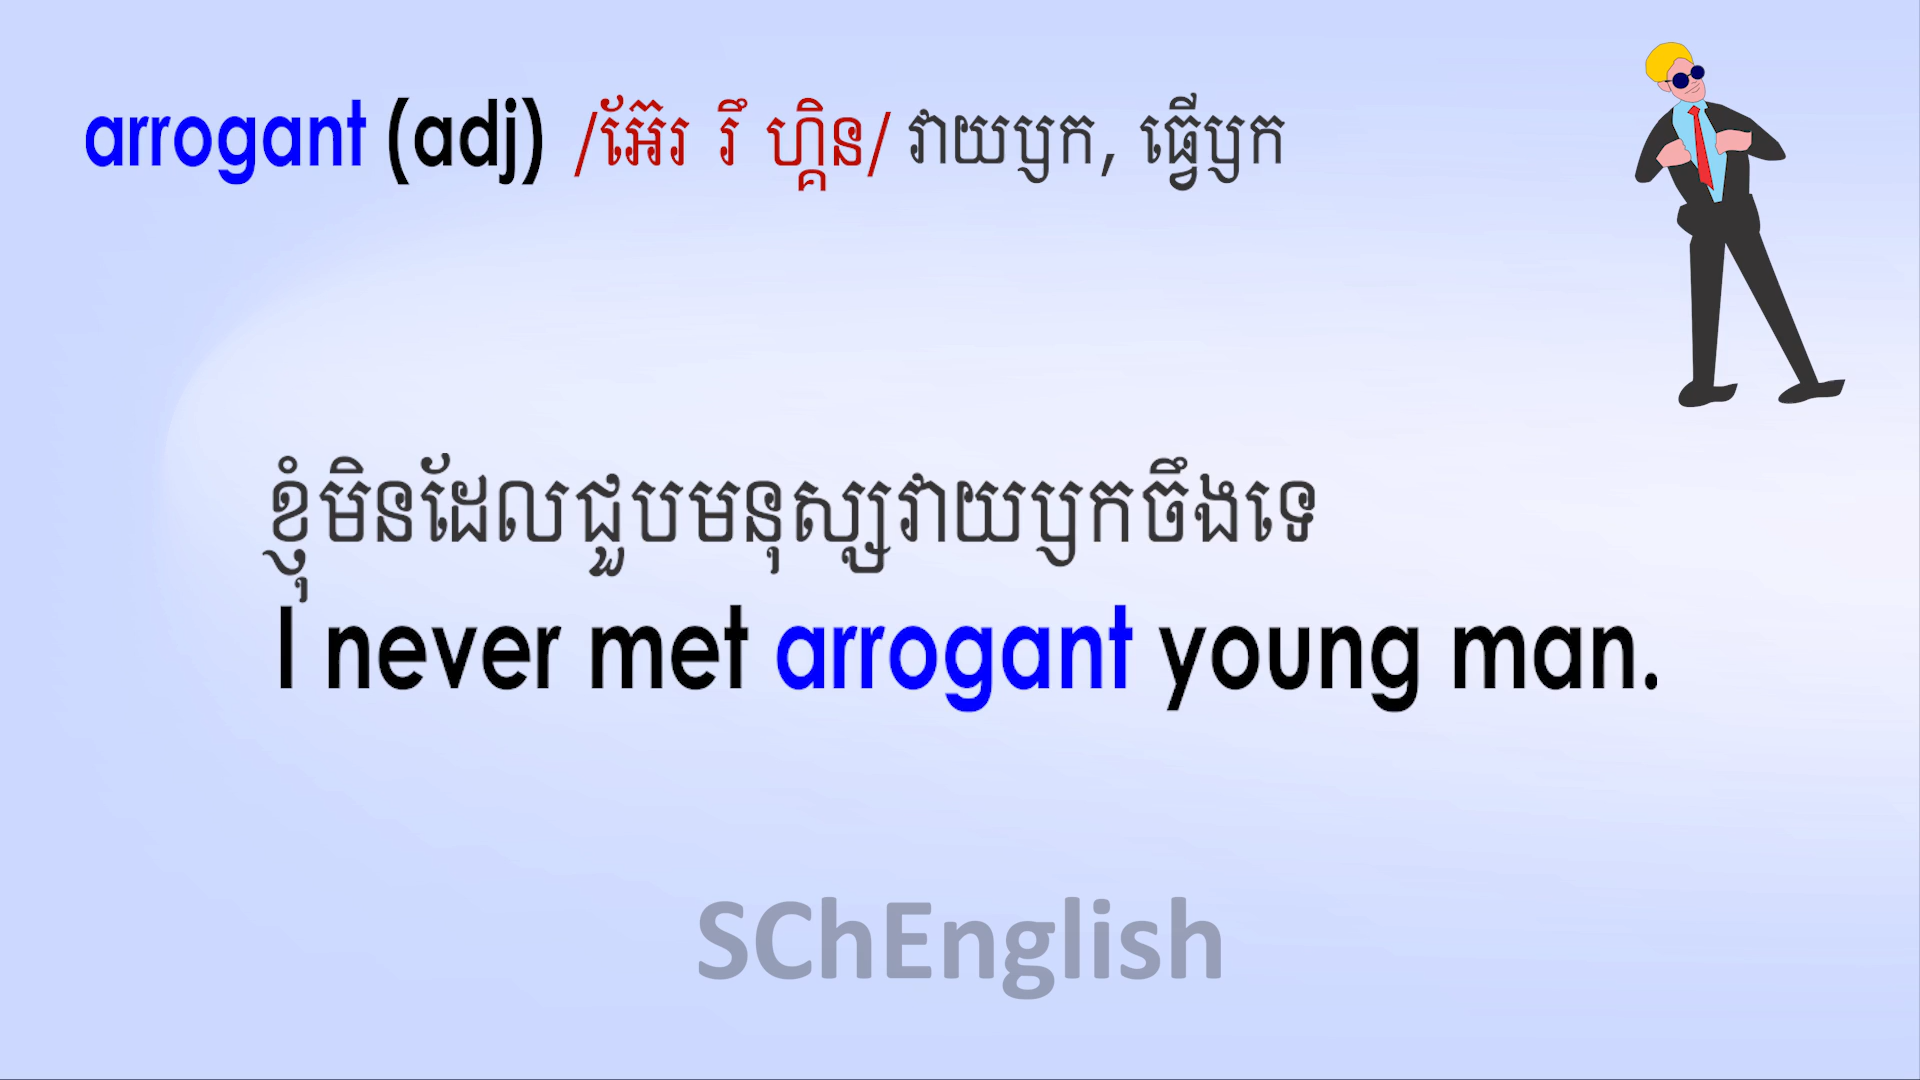 arrogant (adj) /អ៊ែរ រឹ ហ្គិន/ វាយឫក, ធ្វើឫក
ខ្ញុំមិនដែលជួបមនុស្សវាយឫកចឹងទេ
I never met arrogant young man.
SChEnglish